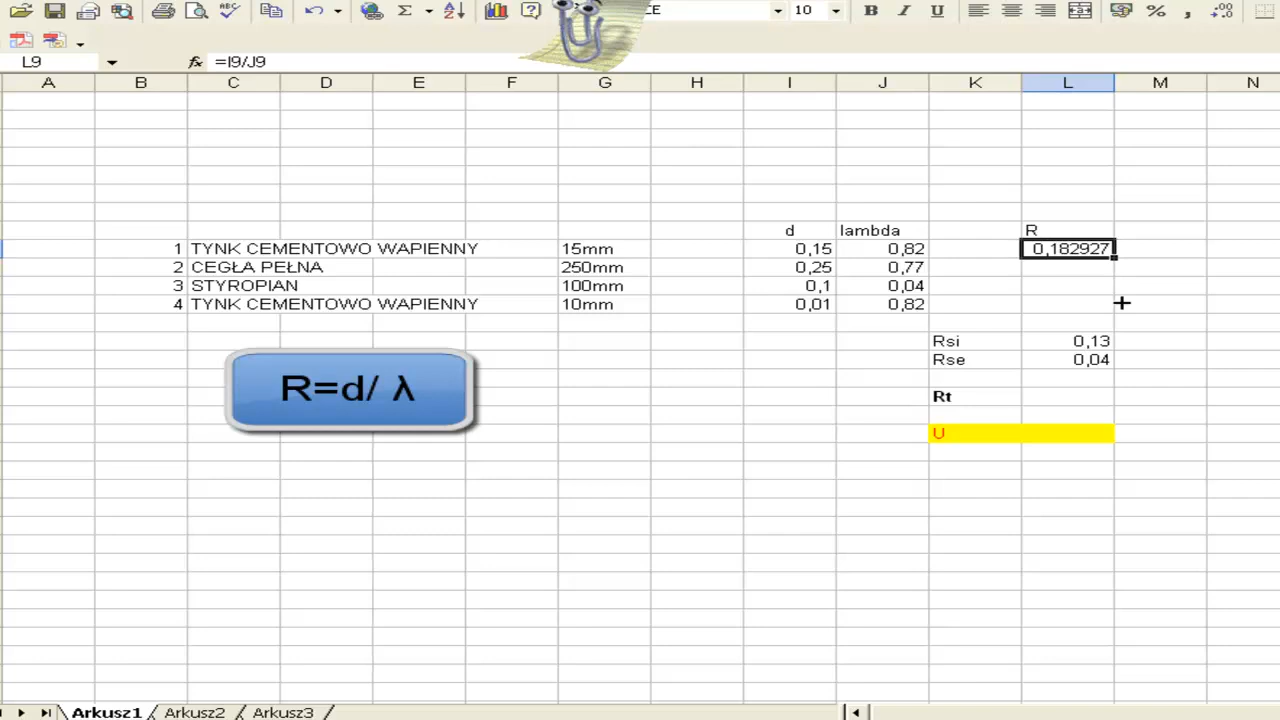 CE 10 B I U % ,
L9 fx =I9/J9
A B C D E F G H I J K L M N
d lambda R
1 TYNK CEMENTOWO WAPIENNY 15mm 0,15 0,82 0,182927
2 CEGŁA PEŁNA 250mm 0,25 0,77
3 STYROPIAN 100mm 0,1 0,04
4 TYNK CEMENTOWO WAPIENNY 10mm 0,01 0,82
Rsi 0,13
Rse 0,04
R=d/ λ
Rt
U
Arkusz1 Arkusz2 Arkusz3